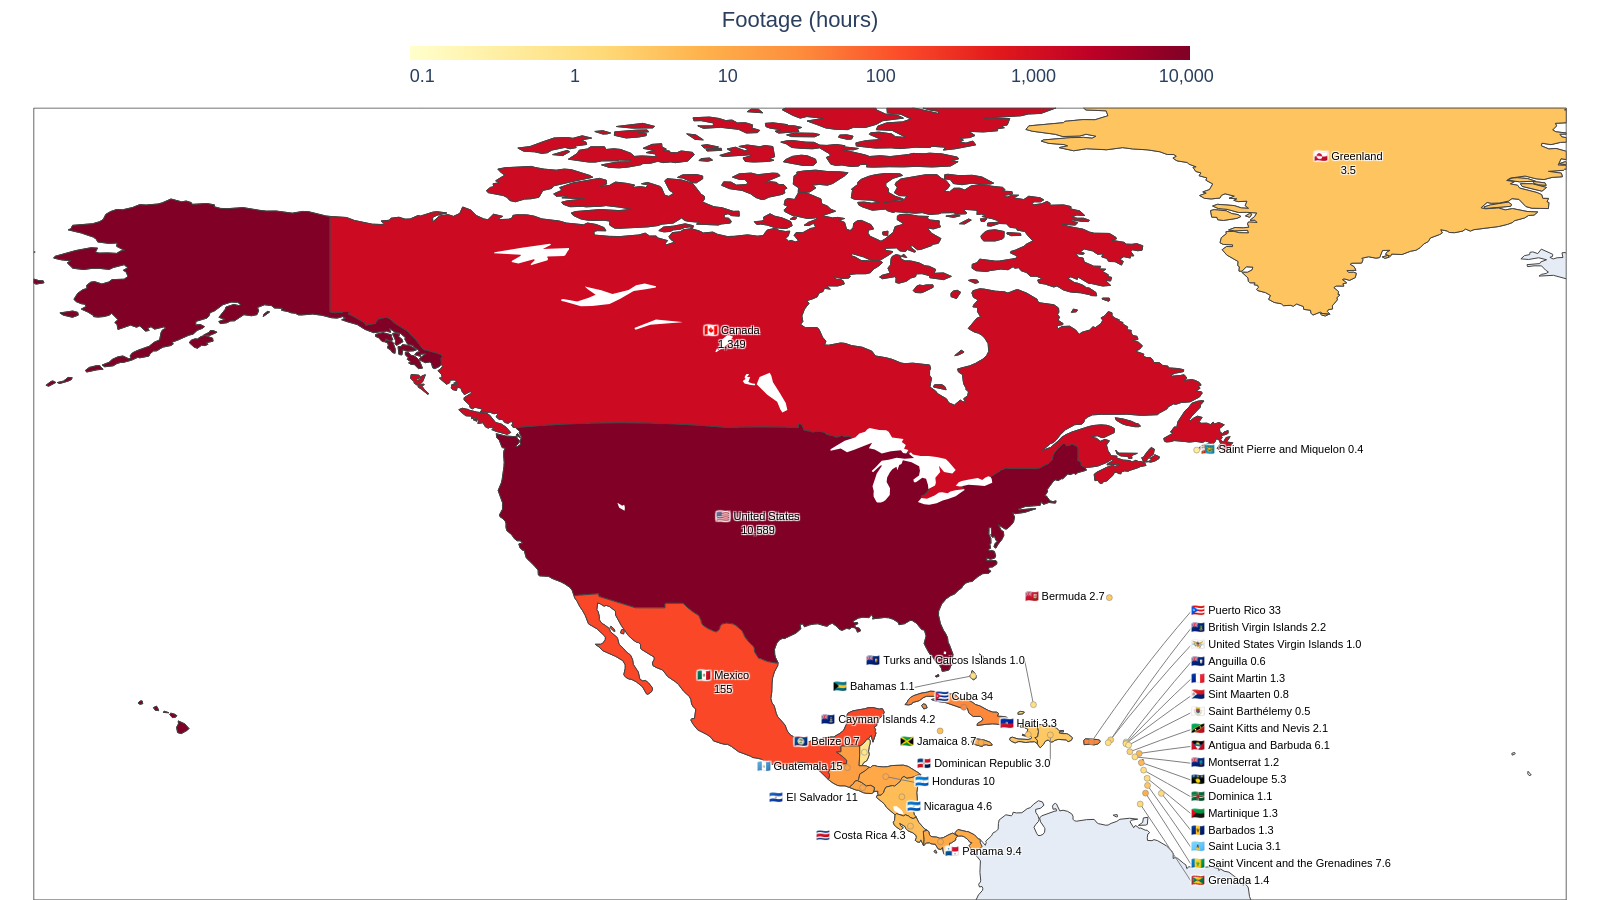 Footage (hours)
0.1 1 10 100 1,000 10,000
Greenland
3.5
Canada
1,349
Saint Pierre and Miquelon 0.4
United States
10,589
Bermuda 2.7
Puerto Rico 33
British Virgin Islands 2.2
United States Virgin Islands 1.0
Turks and Caicos Islands 1.0
Anguilla 0.6
Mexico
155
Saint Martin 1.3
Bahamas 1.1
Sint Maarten 0.8
Cuba 34
Saint Barthélemy 0.5
Cayman Islands 4.2
Haiti 3.3
Saint Kitts and Nevis 2.1
Belize 0.7
Jamaica 8.7
Antigua and Barbuda 6.1
Guatemala 15
Dominican Republic 3.0
Montserrat 1.2
Honduras 10
Guadeloupe 5.3
El Salvador 11
Dominica 1.1
Nicaragua 4.6
Martinique 1.3
Costa Rica 4.3
Barbados 1.3
Panama 9.4
Saint Lucia 3.1
Saint Vincent and the Grenadines 7.6
Grenada 1.4